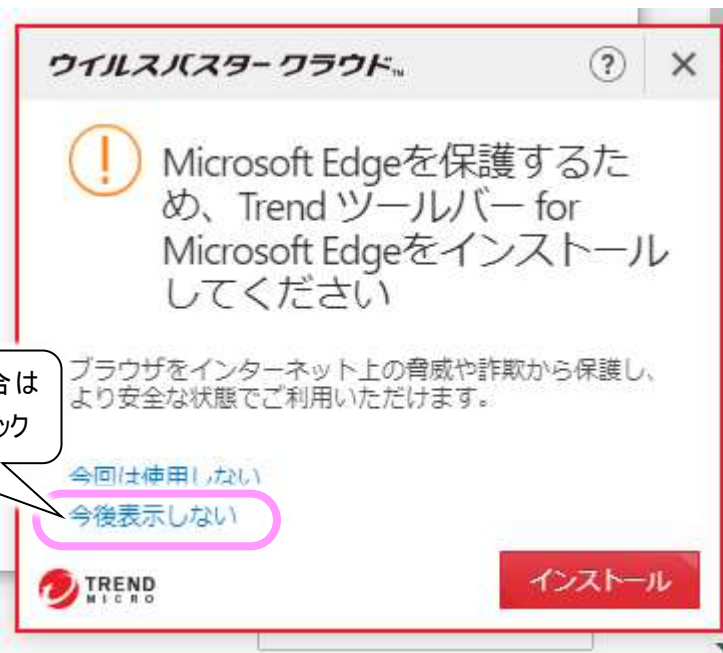 ウイルスバスター クラウド™
?
Microsoft Edgeを保護するた
め、Trend ツールバー for
Microsoft Edgeをインストール
してください
ブラウザをインターネット上の脅威や詐欺から保護し、
より安全な状態でご利用いただけます。
合は
ック
今回は使用しない
今後表示しない
TREND
MICRO
インストール